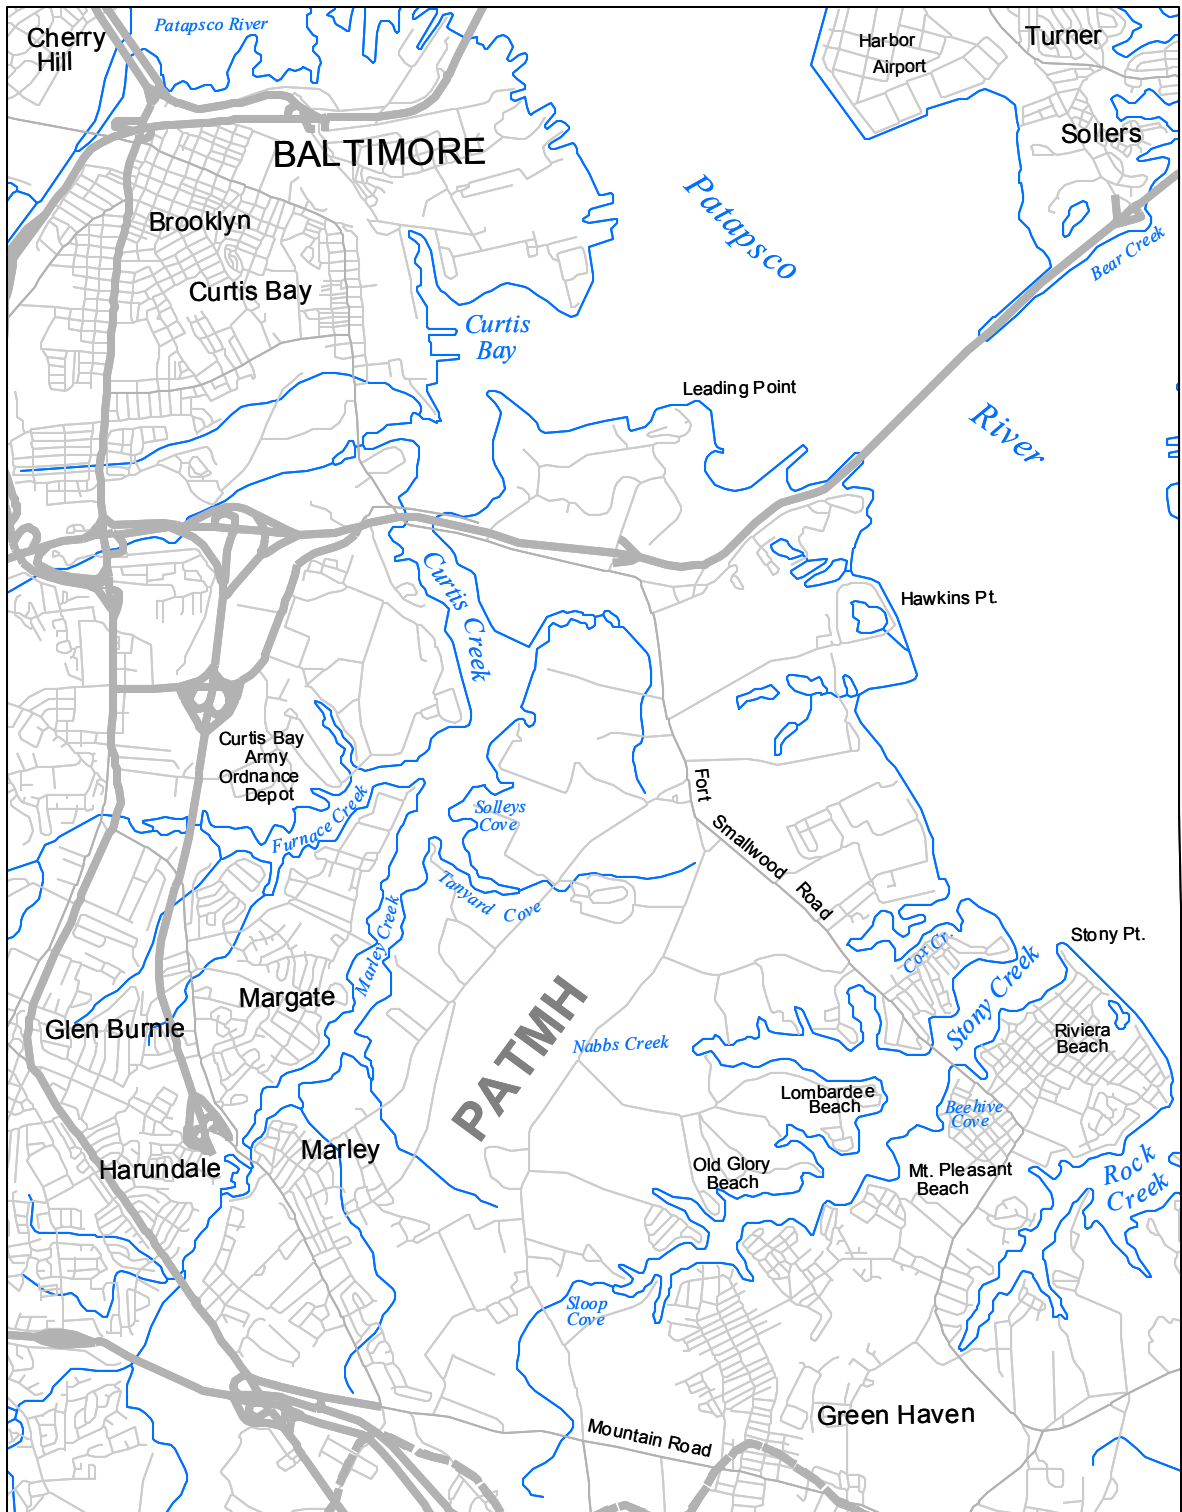 Patapsco River
Cherry
Hill
Harbor
Airport
Turner
Sollers
BALTIMORE
Patapsco
Brooklyn
Bear Creek
Curtis Bay
Curtis
Bay
Leading Point
River
Curtis Creek
Hawkins Pt.
Curtis Bay
Army
Ordnance
Depot
Fort Smallwood Road
Furnace Creek
Solleys
Cove
Tanyard Cove
Marley Creek
Cox Cr.
Stony Pt.
Stony Creek
Margate
Glen Burnie
PATMH
Nabbs Creek
Riviera
Beach
Lombardee
Beach
Beehive
Cove
Marley
Harundale
Old Glory
Beach
Mt. Pleasant
Beach
Rock
Creek
Sloop
Cove
Green Haven
Mountain Road